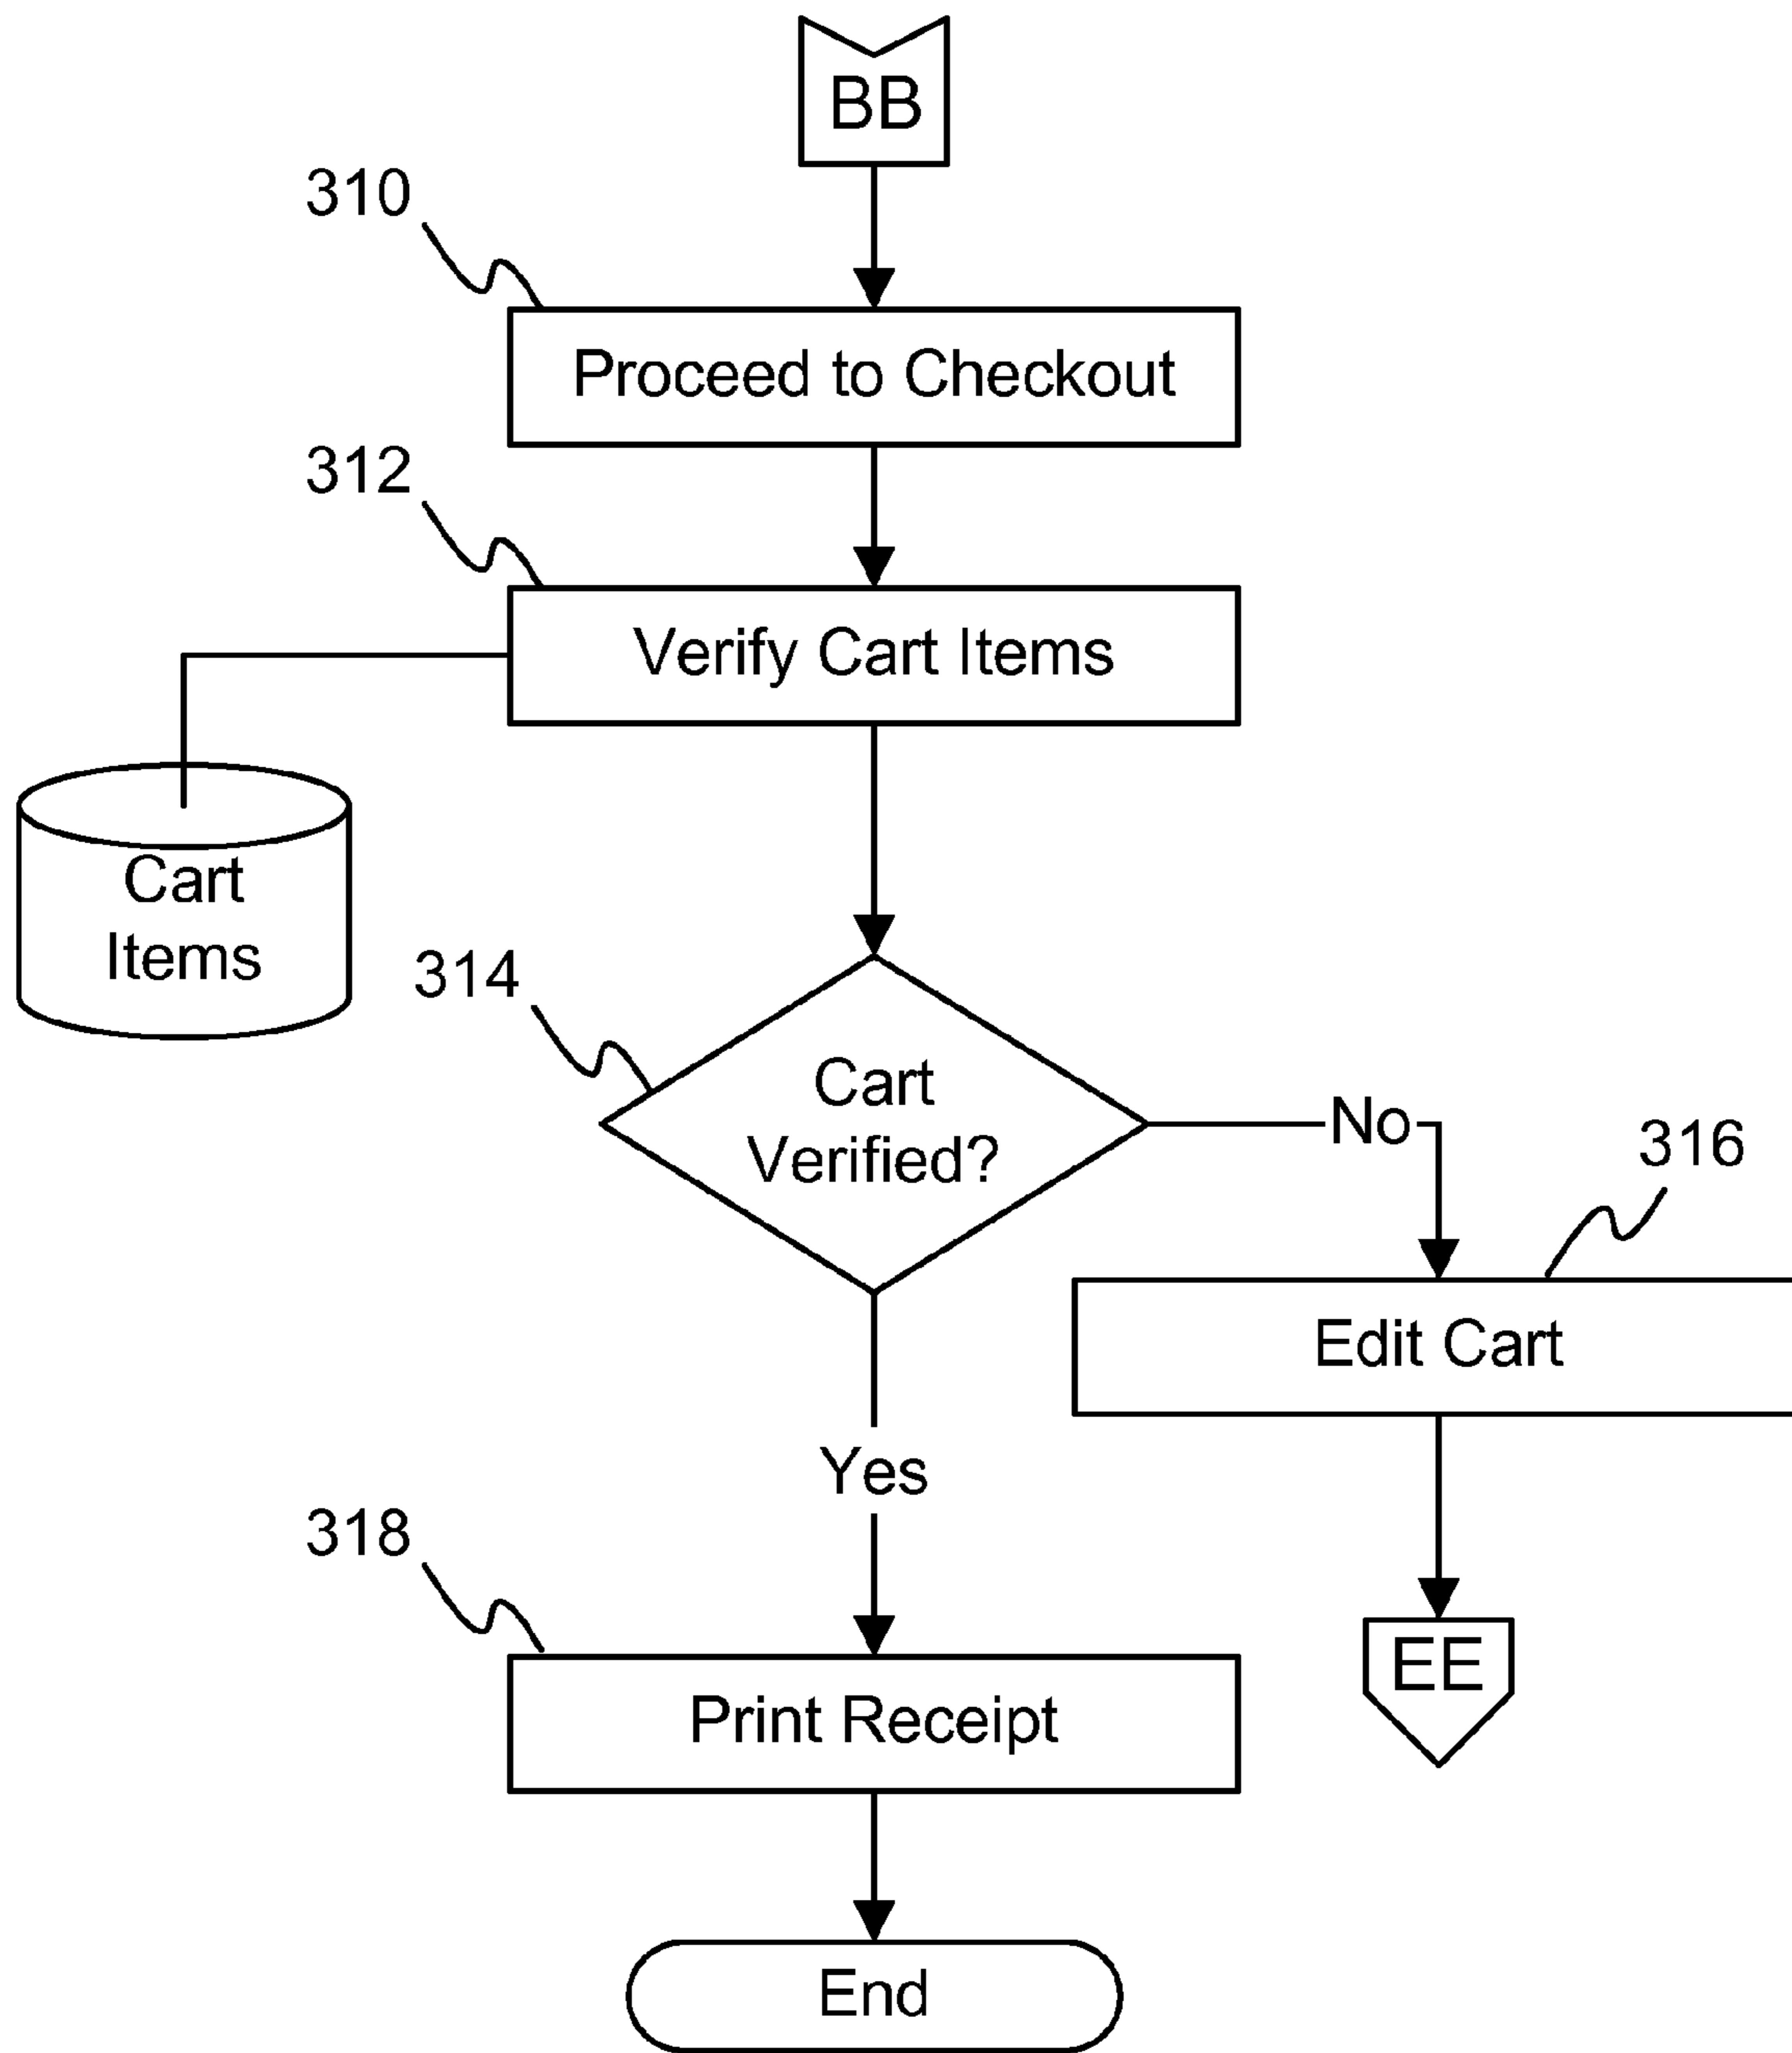 BB
310
Proceed to Checkout
312
Verify Cart Items
Cart
Items
314
Cart
Verified?
No
316
Edit Cart
Yes
318
EE
Print Receipt
End